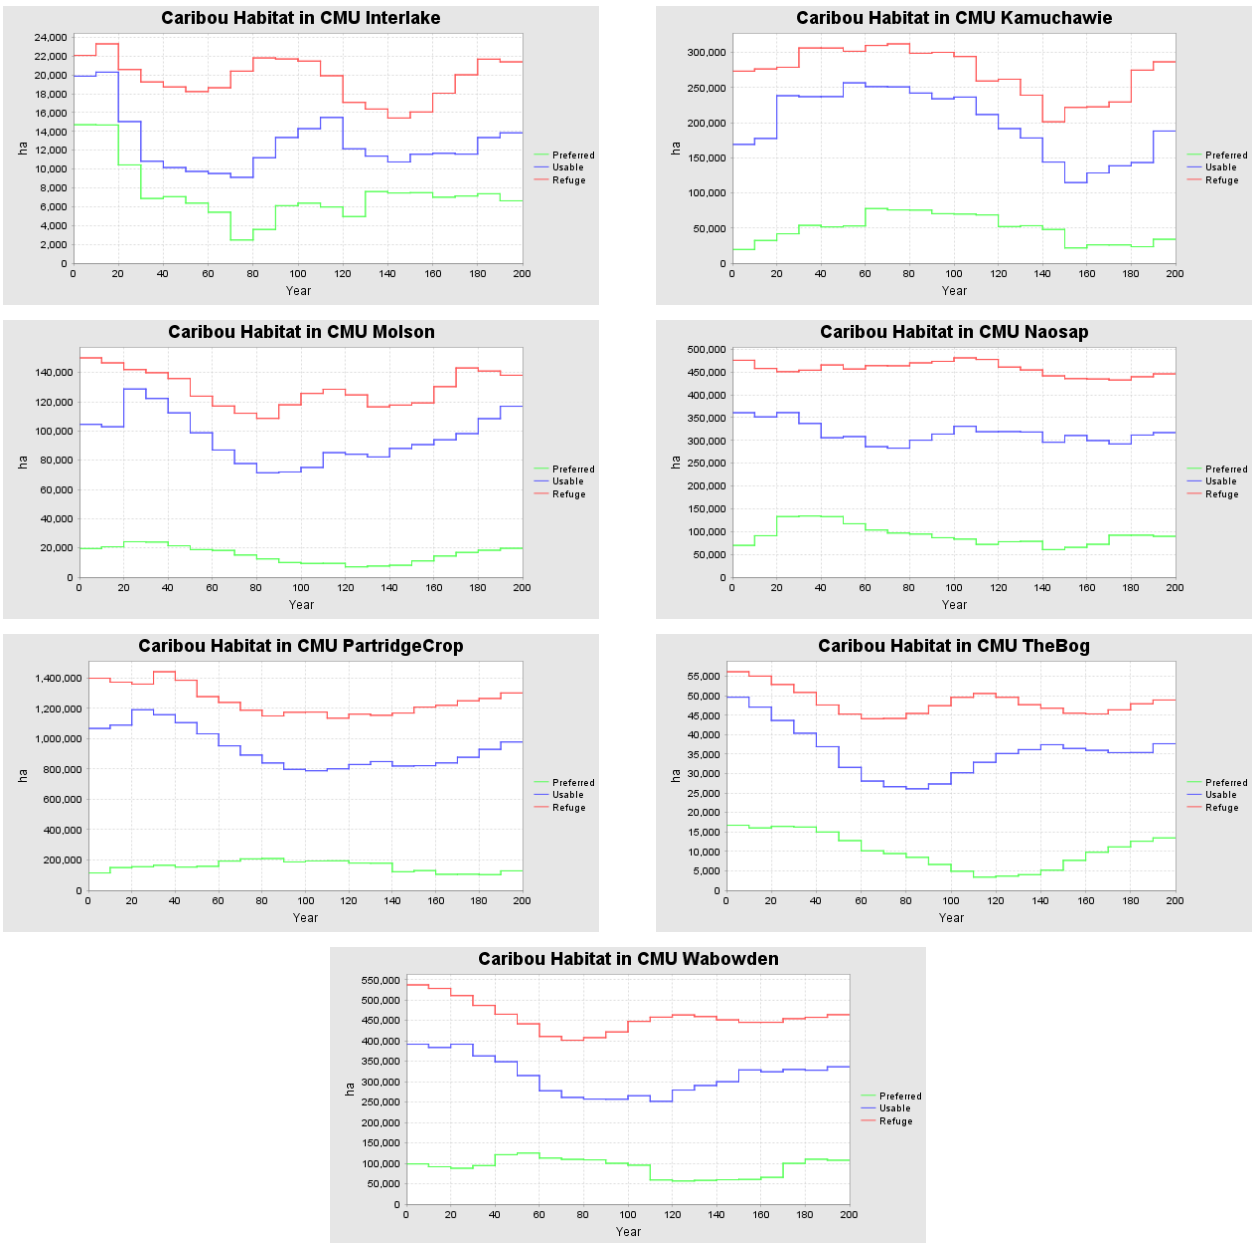 Caribou Habitat in CMU Interlake
24,000
22,000
20,000
18,000
16,000
14,000
12,000
10,000
8,000
6,000
4,000
2,000
0
ha
0 20 40 60 80 100 120 140 160 180 200
Year
Preferred
Usable
Refuge
Caribou Habitat in CMU Kamuchawie
300,000
250,000
200,000
150,000
100,000
50,000
0
ha
0 20 40 60 80 100 120 140 160 180 200
Year
Preferred
Usable
Refuge
Caribou Habitat in CMU Molson
140,000
120,000
100,000
80,000
60,000
40,000
20,000
0
ha
0 20 40 60 80 100 120 140 160 180 200
Year
Preferred
Usable
Refuge
Caribou Habitat in CMU Naosap
500,000
450,000
400,000
350,000
300,000
250,000
200,000
150,000
100,000
50,000
0
ha
0 20 40 60 80 100 120 140 160 180 200
Year
Preferred
Usable
Refuge
Caribou Habitat in CMU PartridgeCrop
1,400,000
1,200,000
1,000,000
800,000
600,000
400,000
200,000
0
ha
0 20 40 60 80 100 120 140 160 180 200
Year
Preferred
Usable
Refuge
Caribou Habitat in CMU TheBog
55,000
50,000
45,000
40,000
35,000
30,000
25,000
20,000
15,000
10,000
5,000
0
ha
0 20 40 60 80 100 120 140 160 180 200
Year
Preferred
Usable
Refuge
Caribou Habitat in CMU Wabowden
550,000
500,000
450,000
400,000
350,000
300,000
250,000
200,000
150,000
100,000
50,000
0
ha
0 20 40 60 80 100 120 140 160 180 200
Year
Preferred
Usable
Refuge